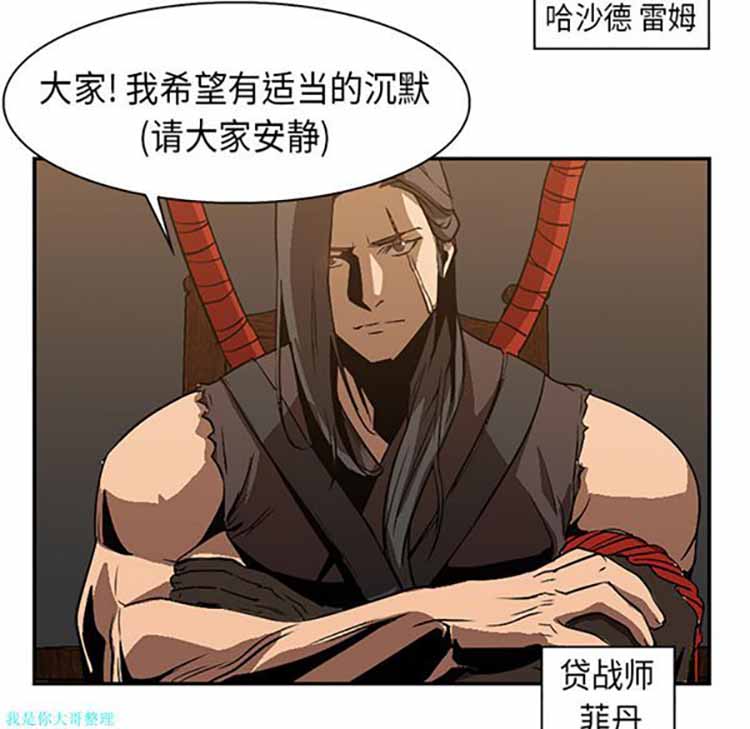 哈沙德 雷姆
大家! 我希望有适当的沉默
(请大家安静)
贷战师
菲丹
我是你大哥整理